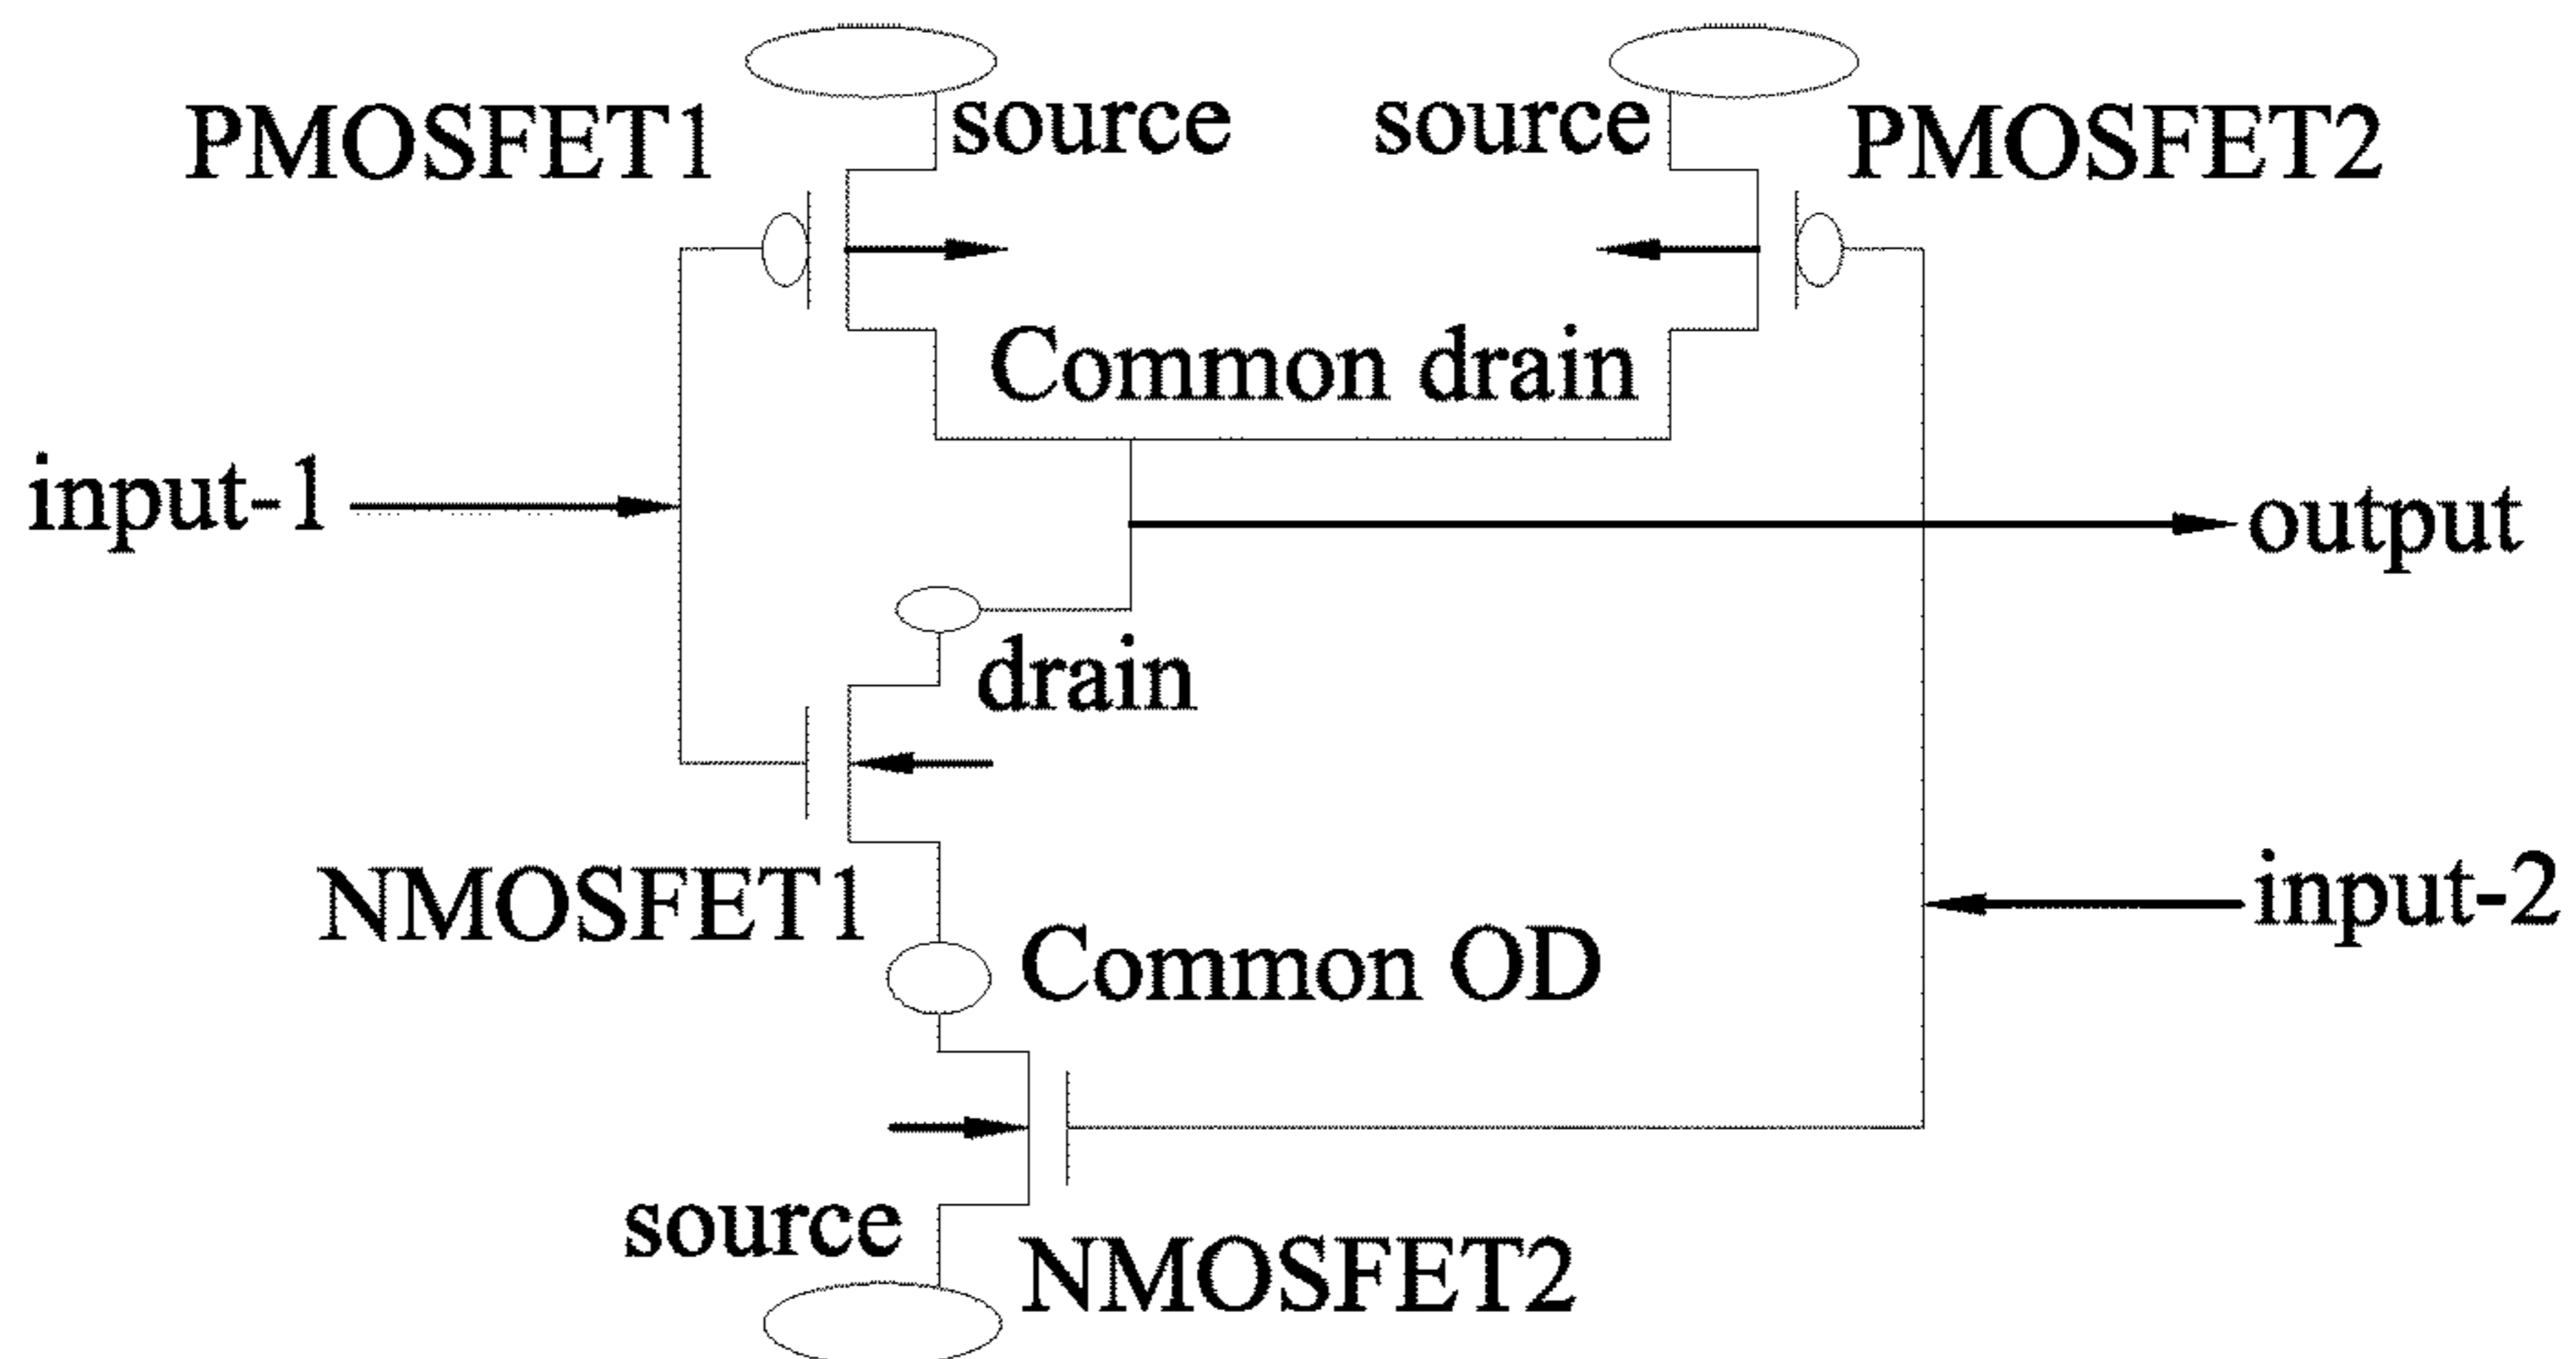 PMOSFET1
source
source
PMOSFET2
Common drain
input-1
output
drain
NMOSFET1
input-2
Common OD
source
NMOSFET2